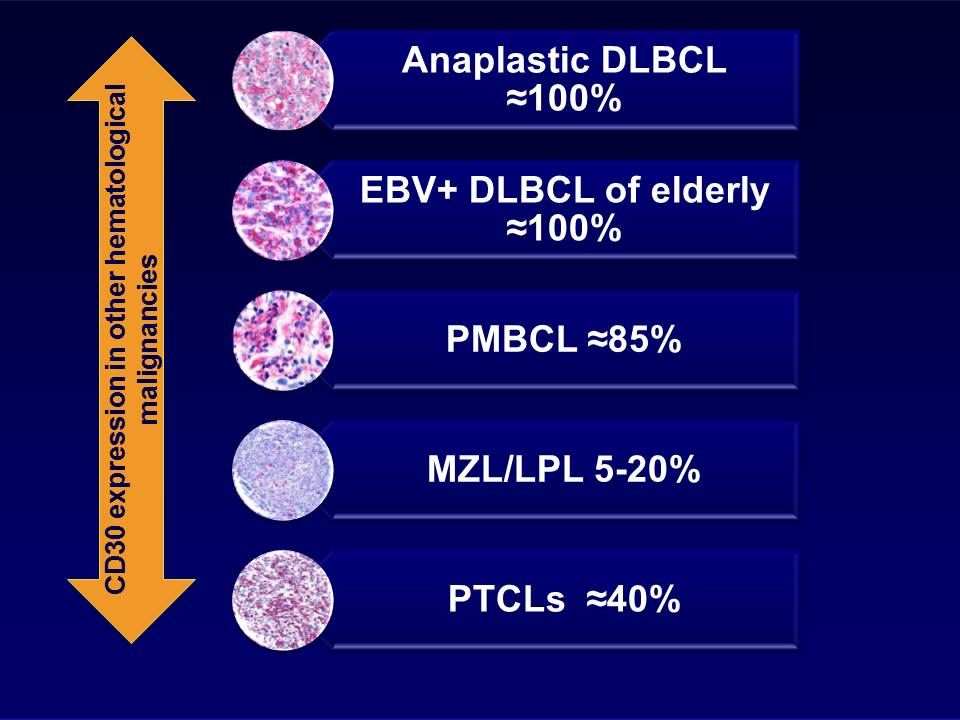 CD30 expression in other hematological
malignancies
Anaplastic DLBCL
≈100%
EBV+ DLBCL of elderly
≈100%
PMBCL ≈85%
MZL/LPL 5-20%
PTCLs ≈40%